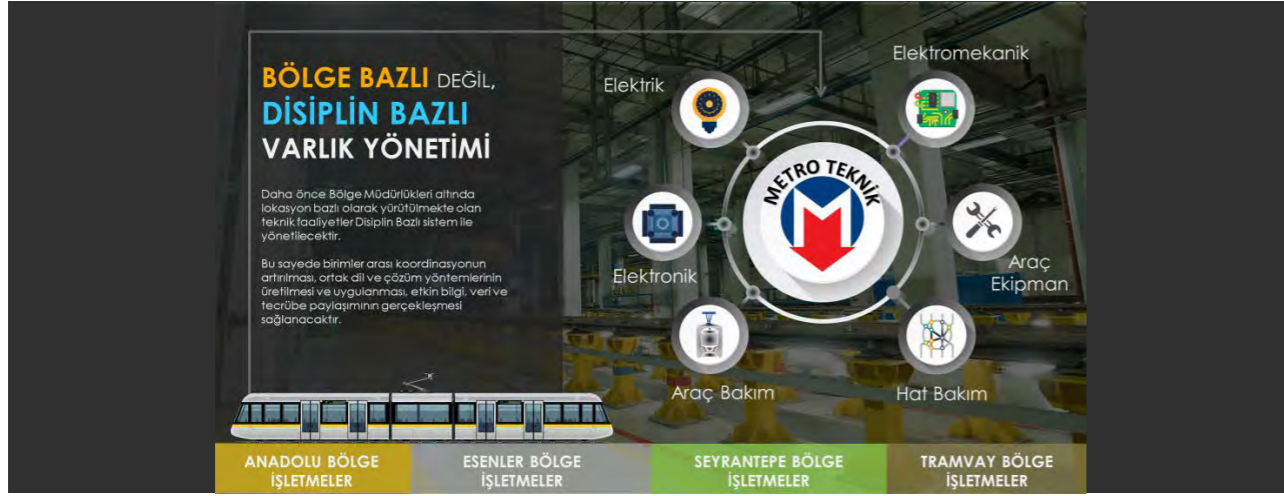 BÖLGE BAZLI DEĞİL,
DİSİPLİN BAZLI
VARLIK YÖNETİMİ
Daha önce Bölge Müdürlükleri altında
lokasyon bazlı olarak yürütülmekte olan
teknik faaliyetler Disiplin Bazlı sistem ile
yönetilecektir.
Bu sayede birimler arası koordinasyonun
artırılması, ortak dil ve çözüm yöntemlerinin
üretilmesi ve uygulanması, etkin bilgi, veri ve
tecrübe paylaşımının gerçekleşmesi
sağlanacaktır.
Elektrik
Elektromekanik
METRO TEKNİK
Elektronik
Araç
Ekipman
Araç Bakım
Hat Bakım
ANADOLU BÖLGE
İŞLETMELER
ESENLER BÖLGE
İŞLETMELER
SEYRANTEPE BÖLGE
İŞLETMELER
TRAMVAY BÖLGE
İŞLETMELER